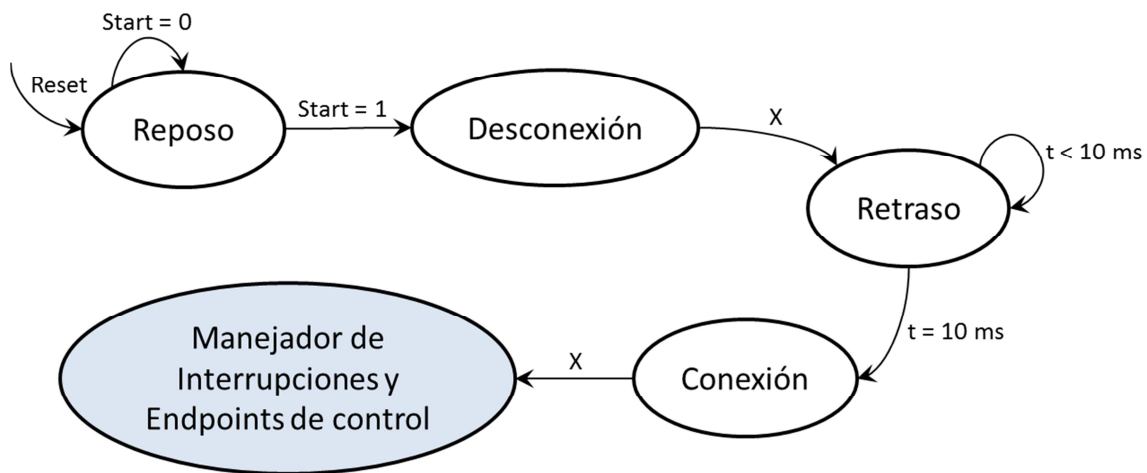 Start = 0
Reset
Reposo
Start = 1
Desconexión
X
t < 10 ms
Retraso
t = 10 ms
Conexión
X
Manejador de
Interrupciones y
Endpoints de control